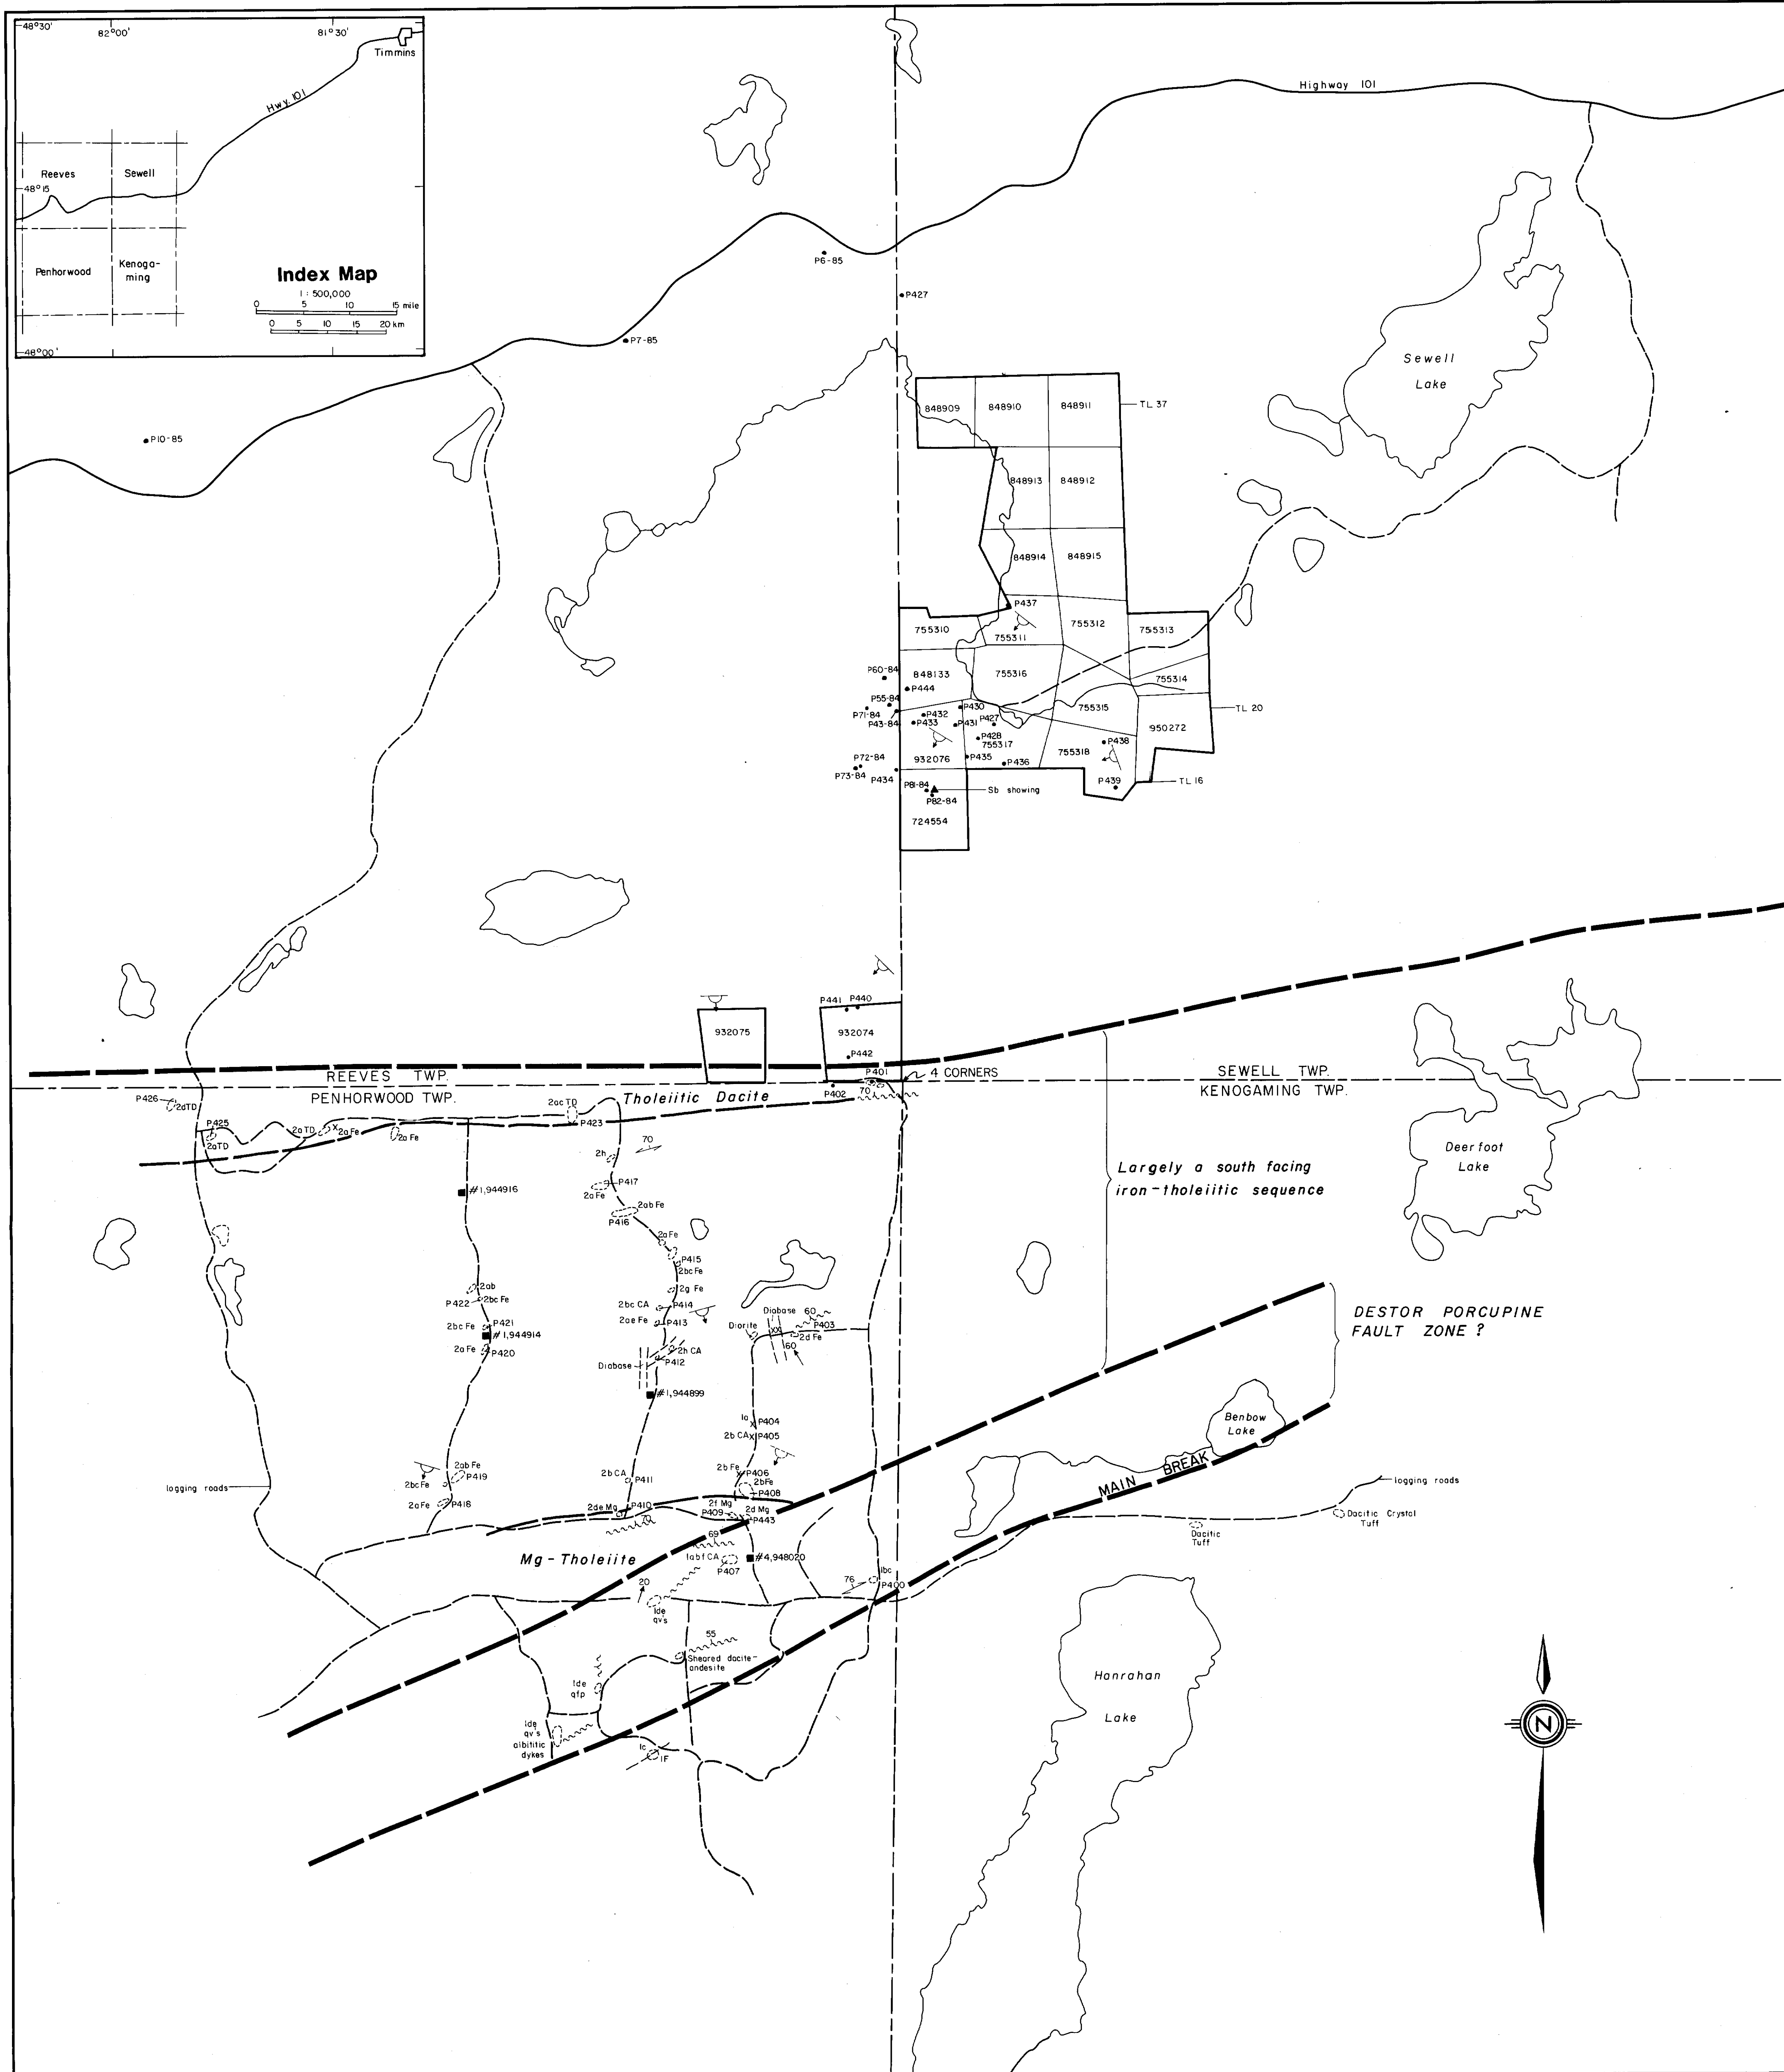 48°30'
82°00'
81°30'
Timmins
Hwy. 101
Reeves
Sewell
48°15
Penhorwood
Kenoga-
ming
Index Map
1 : 500,000
0 5 10 15 mile
0 5 10 15 20 km
48°00'
Highway 101
P6-85
P427
P7-85
P10-85
Sewell
Lake
848909
848910
848911
TL 37
848913
848912
848914
848915
P437
755310
755311
755312
755313
P60-84
848133
755316
755314
P444
P55-84
P71-84
P43-84
P432
P433
P430
P431
P427
755315
TL 20
950272
P428
755317
P438
755318
P72-84
P73-84
P434
932076
P435
P436
P439
TL 16
P81-84
P82-84
Sb showing
724554
P441
P440
932075
932074
P442
P401
4 CORNERS
REEVES TWP.
PENHORWOOD TWP.
SEWELL TWP.
KENOGAMING TWP.
P402
70
Tholeiitic Dacite
P426
2dTD
2ac TD
P423
P425
2aTD
2aTD
X
2a Fe
2a Fe
70
2h
Deerfoot
Lake
Largely a south facing
iron-tholeiitic sequence
#1,944916
P417
2a Fe
2ab Fe
P416
2a Fe
P415
2bc Fe
2ab
2bc Fe
P422
2g Fe
2bc CA
P414
2bc Fe
P421
#1,944914
2ae Fe
P413
Diabase
60
P403
Diorite
XX
2d Fe
60
2a Fe
P420
2h CA
P412
Diabase
#1,944899
DESTOR PORCUPINE
FAULT ZONE ?
1a
X
P404
2b CA
X
P405
Benbow
Lake
2ab Fe
P419
2bc Fe
2b CA
P411
2b Fe
X
P406
2bFe
P408
logging roads
2aFe
P418
2de Mg
P410
2f Mg
P409
2d Mg
P443
70
69
MAIN BREAK
logging roads
Dacitic Crystal
Tuff
Dacitic
Tuff
Mg-Tholeiite
1abf CA
P407
#4,948020
20
1de
qv's
76
1bc
P400
55
Sheared dacite-
andesite
1de
qfp
1de
qv's
albititic
dykes
1c
IF
Hanrahan
Lake
N